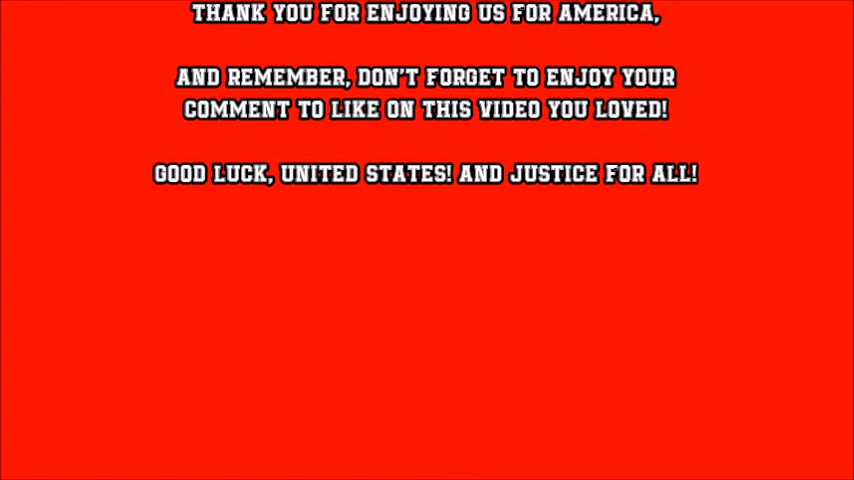 THANK YOU FOR ENJOYING US FOR AMERICA,
AND REMEMBER, DON'T FORGET TO ENJOY YOUR
COMMENT TO LIKE ON THIS VIDEO YOU LOVED!
GOOD LUCK, UNITED STATES! AND JUSTICE FOR ALL!